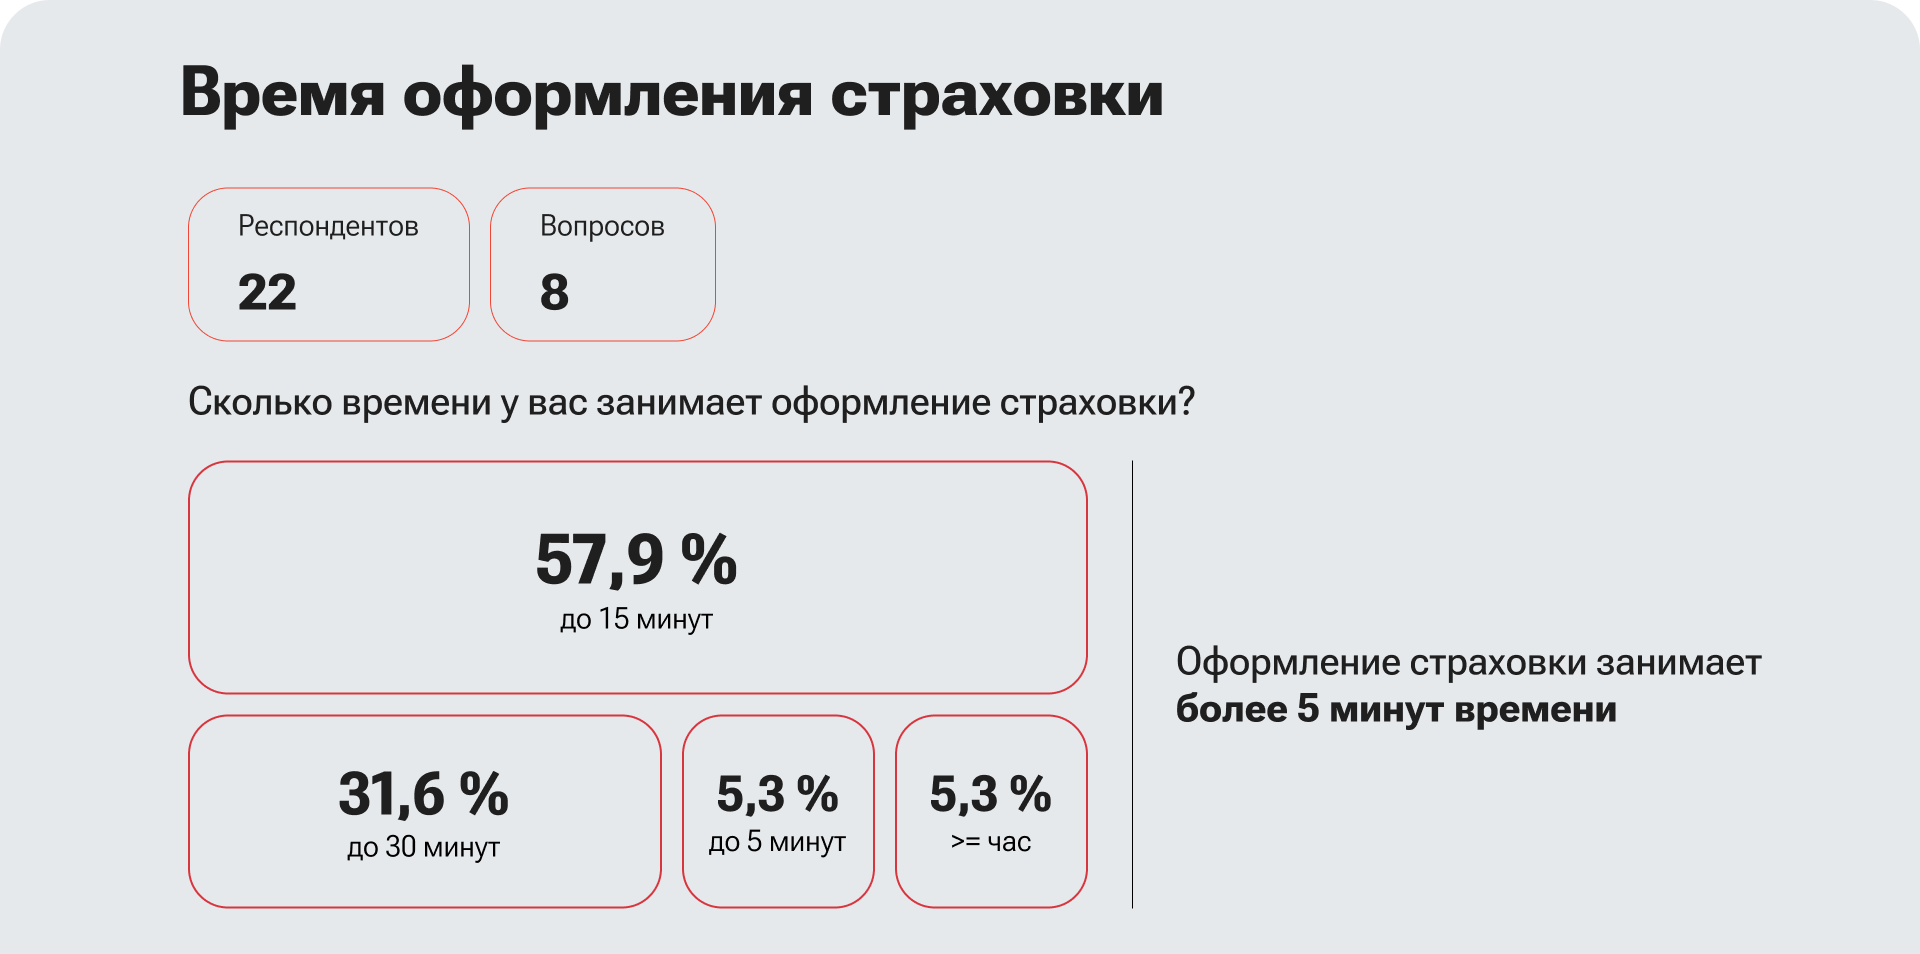 Время оформления страховки
Респондентов
22
Вопросов
8
Сколько времени у вас занимает оформление страховки?
57,9 %
до 15 минут
31,6 %
до 30 минут
5,3 %
до 5 минут
5,3 %
>= час
Оформление страховки занимает
более 5 минут времени